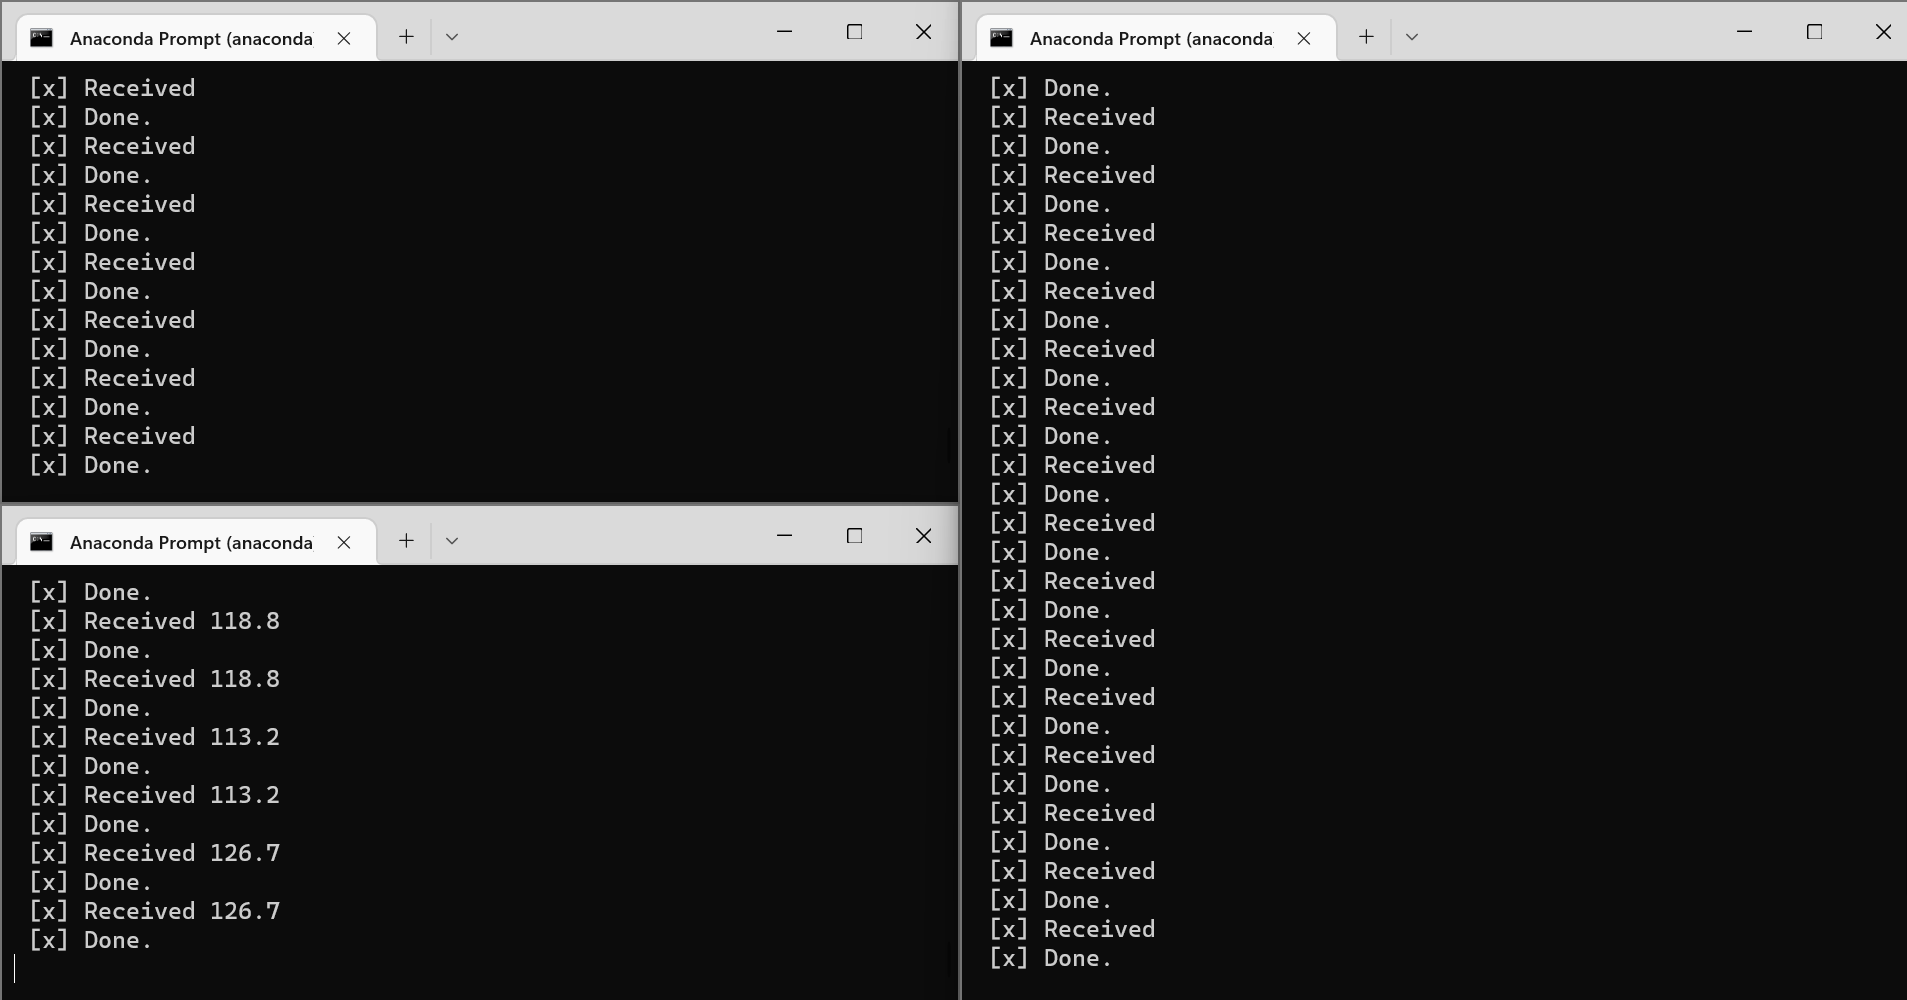 Anaconda Prompt (anaconda
[x] Received
[x] Done.
[x] Received
[x] Done.
[x] Received
[x] Done.
[x] Received
[x] Done.
[x] Received
[x] Done.
[x] Received
[x] Done.
[x] Received
[x] Done.
Anaconda Prompt (anaconda
[x] Done.
[x] Received 118.8
[x] Done.
[x] Received 118.8
[x] Done.
[x] Received 113.2
[x] Done.
[x] Received 113.2
[x] Done.
[x] Received 126.7
[x] Done.
[x] Received 126.7
[x] Done.
Anaconda Prompt (anaconda
[x] Done.
[x] Received
[x] Done.
[x] Received
[x] Done.
[x] Received
[x] Done.
[x] Received
[x] Done.
[x] Received
[x] Done.
[x] Received
[x] Done.
[x] Received
[x] Done.
[x] Received
[x] Done.
[x] Received
[x] Done.
[x] Received
[x] Done.
[x] Received
[x] Done.
[x] Received
[x] Done.
[x] Received
[x] Done.
[x] Received
[x] Done.
[x] Received
[x] Done.